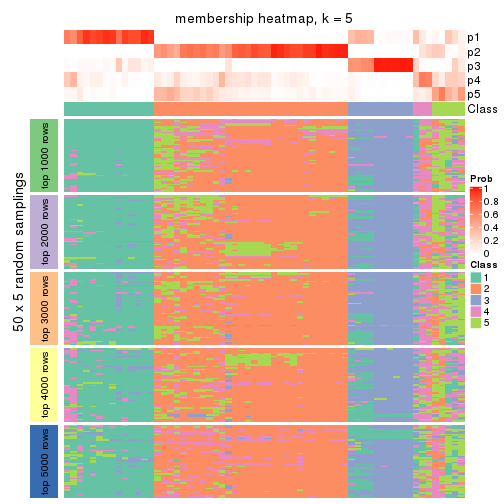 membership heatmap, k = 5
p1
p2
p3
p4
p5
Class
50 x 5 random samplings
top 1000 rows
top 2000 rows
top 3000 rows
top 4000 rows
top 5000 rows
Prob
1
0.8
0.6
0.4
0.2
0
Class
1
2
3
4
5